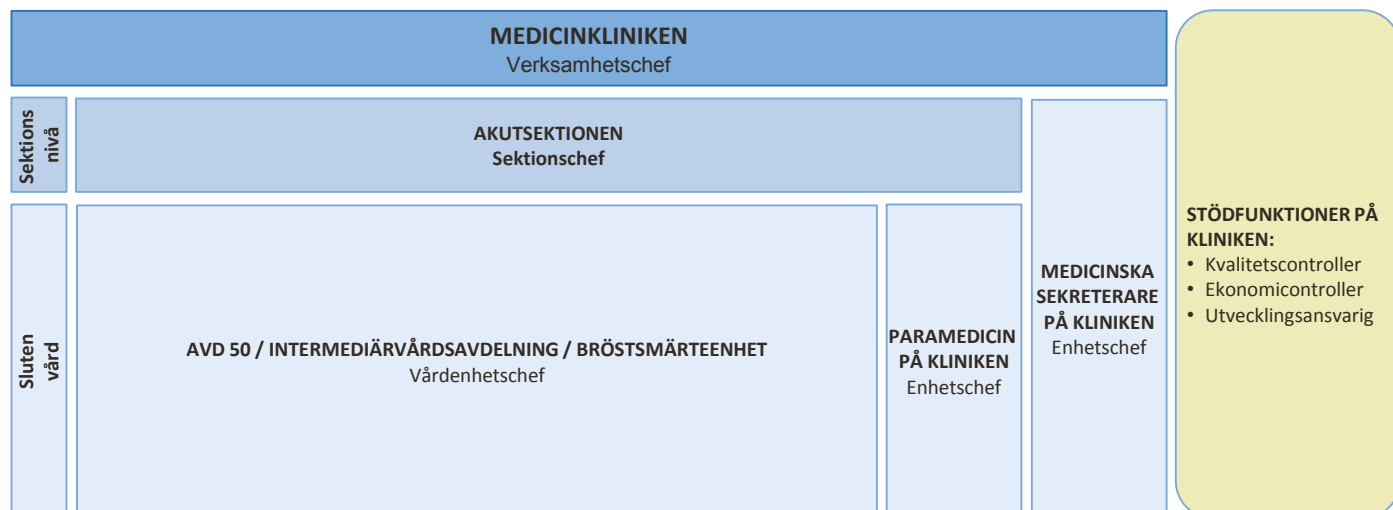 MEDICINKLINIKEN
Verksamhetschef
Sektions
nivå
AKUTSEKTIONEN
Sektionschef
Sluten
vård
AVD 50 / INTERMEDIÄRVÅRDSAVDELNING / BRÖSTSMÄRTEENHET
Vårdenhetschef
PARAMEDICIN
PÅ KLINIKEN
Enhetschef
MEDICINSKA
SEKRETERARE
PÅ KLINIKEN
Enhetschef
STÖDFUNKTIONER PÅ
KLINIKEN:
• Kvalitetscontroller
• Ekonomicontroller
• Utvecklingsansvarig